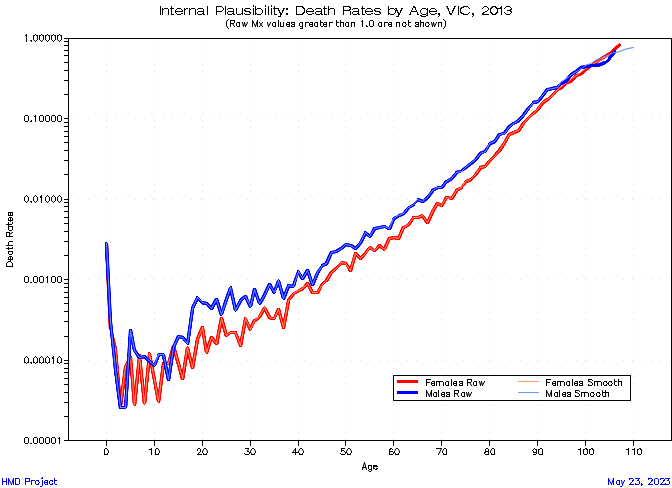 Internal Plausibility: Death Rates by Age, VIC, 2013
(Raw Mx values greater than 1.0 are not shown)
Death Rates
1.00000
0.10000
0.01000
0.00100
0.00010
0.00001
Females Raw
Females Smooth
Males Raw
Males Smooth
0 10 20 30 40 50 60 70 80 90 100 110
Age
HMD Project
May 23, 2023